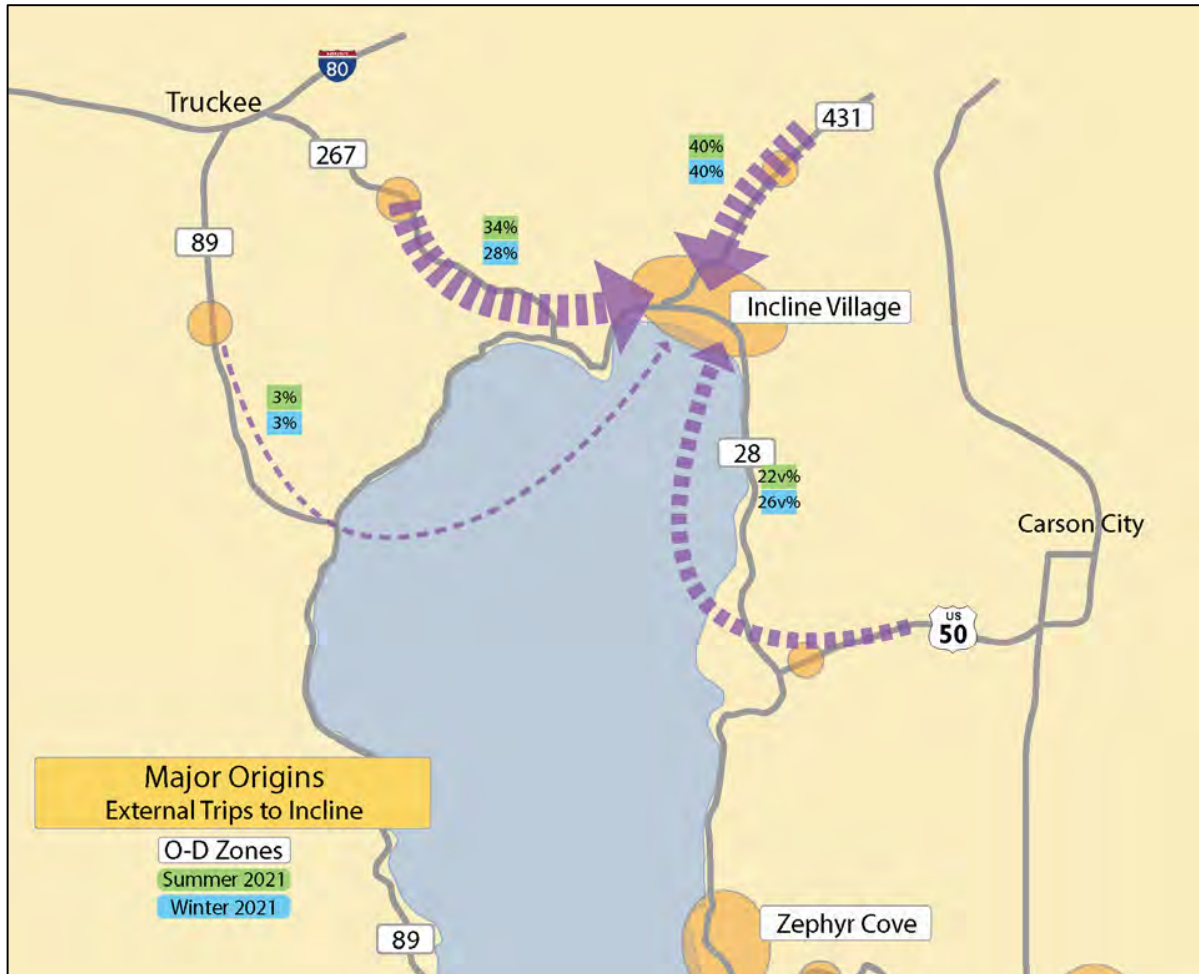 80
Truckee
431
267
40%
40%
89
34%
28%
Incline Village
3%
3%
28
22v%
26v%
Carson City
US
50
Major Origins
External Trips to Incline
O-D Zones
Summer 2021
Winter 2021
Zephyr Cove
89